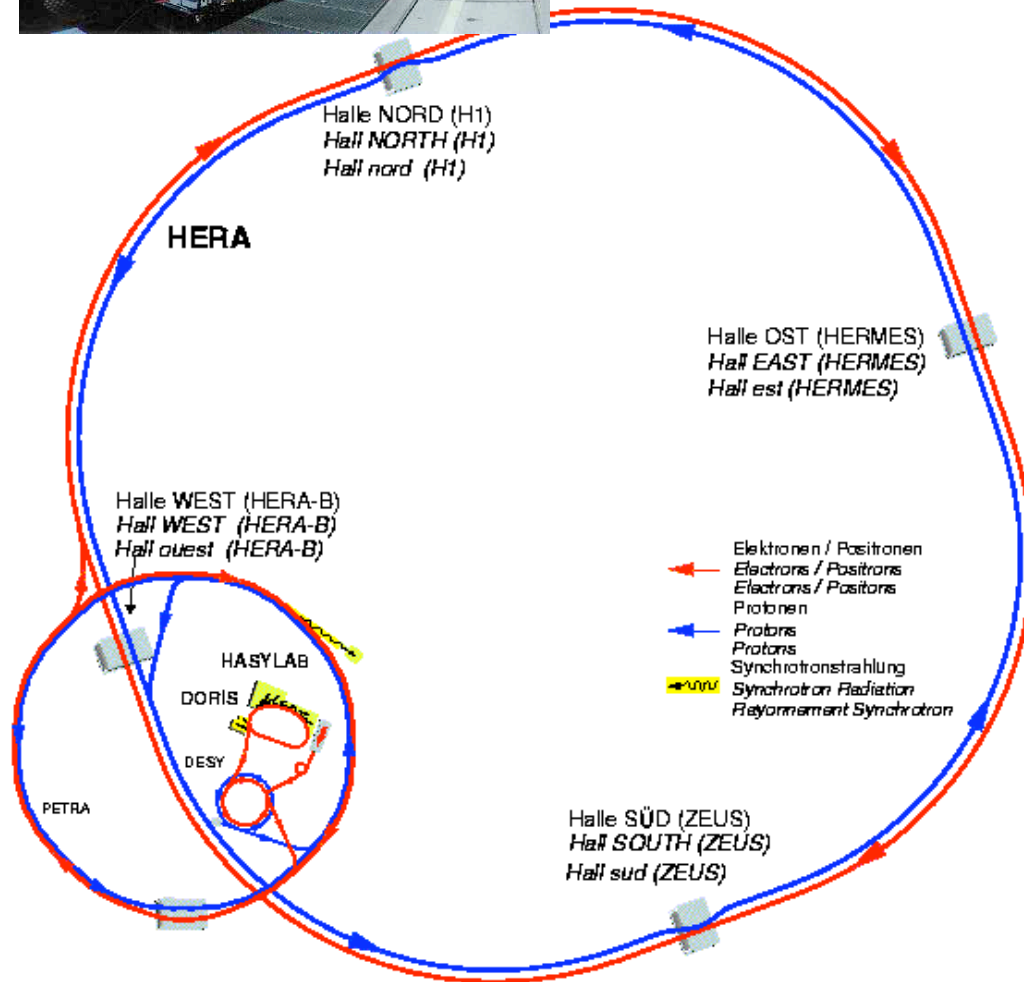 Halle NORD (H1)
Hall NORTH (H1)
Hall nord (H1)
HERA
Halle OST (HERMES)
Hall EAST (HERMES)
Hall est (HERMES)
Halle WEST (HERA-B)
Hall WEST (HERA-B)
Hall ouest (HERA-B)
Elektronen / Positronen
Electrons / Positrons
Electrons / Positons
Protonen
Protons
Protons
Synchrotronstrahlung
Synchrotron Radiation
Rayonnement Synchrotron
HASYLAB
DORIS
DESY
PETRA
Halle SÜD (ZEUS)
Hall SOUTH (ZEUS)
Hall sud (ZEUS)